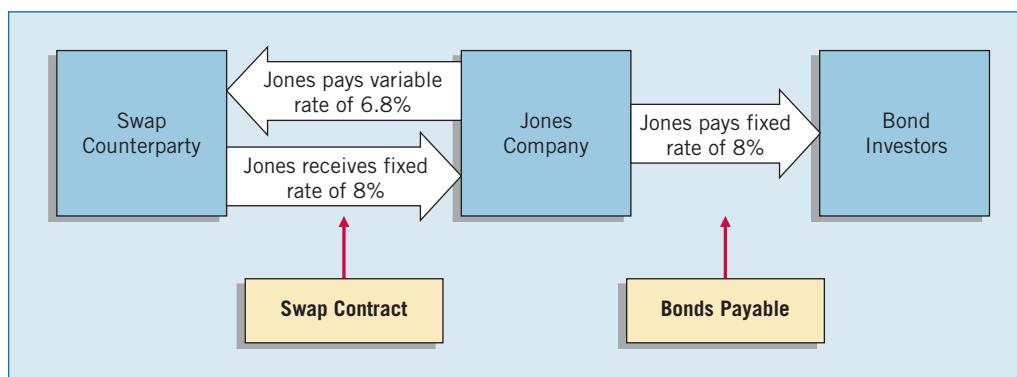 Swap
Counterparty
Jones pays variable
rate of 6.8%
Jones receives fixed
rate of 8%
Jones
Company
Jones pays fixed
rate of 8%
Bond
Investors
Swap Contract
Bonds Payable